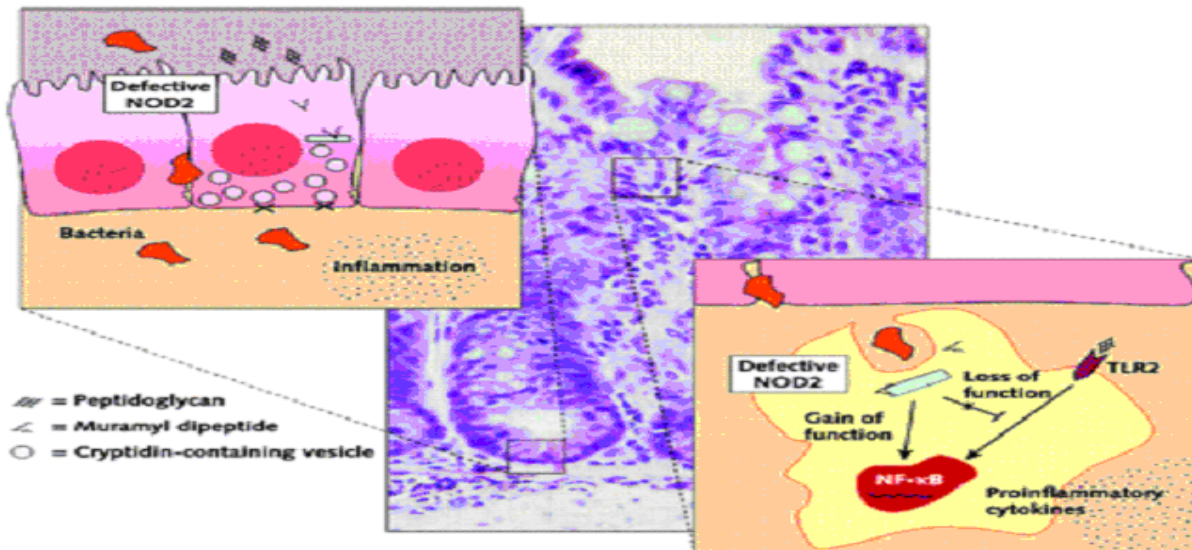 Defective
NOD2
Bacteria
Inflammation
= Peptidoglycan
= Muramyl dipeptide
= Cryptidin-containing vesicle
Defective
NOD2
Loss of
function
TLR2
Gain of
function
NF-κB
Proinflammatory
cytokines